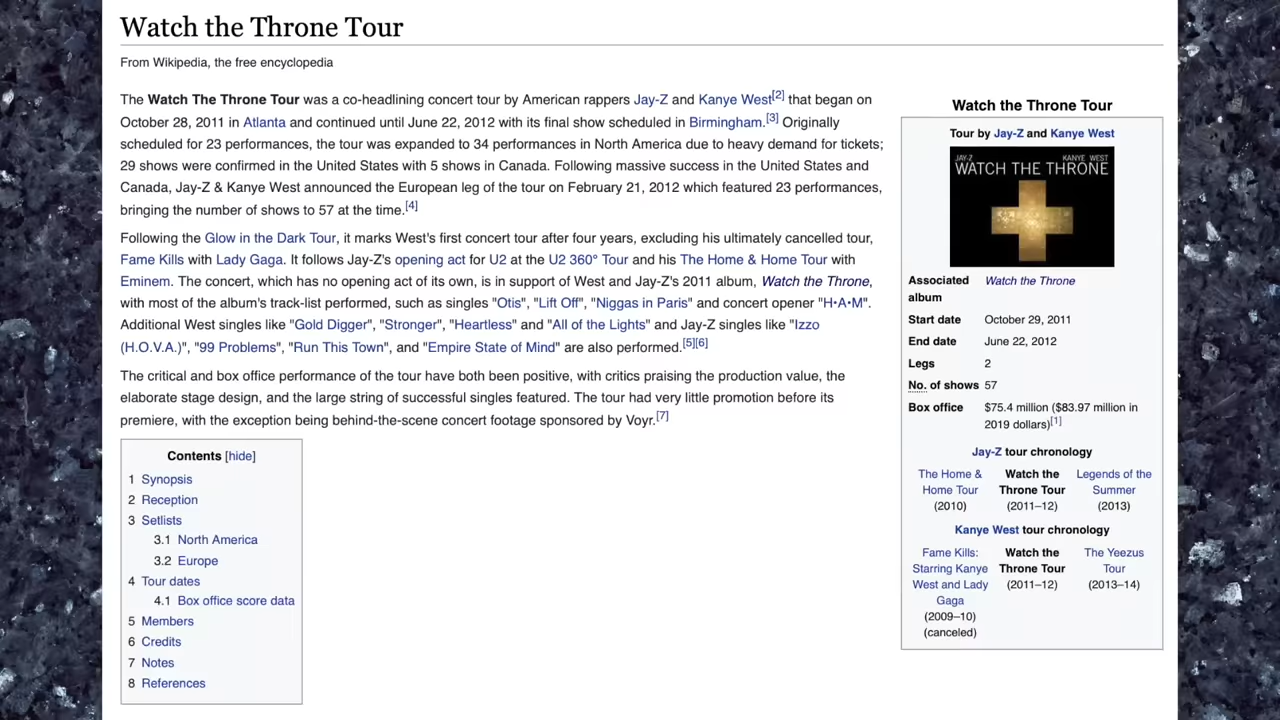 Watch the Throne Tour
From Wikipedia, the free encyclopedia
The Watch The Throne Tour was a co-headlining concert tour by American rappers Jay-Z and Kanye West[2] that began on
October 28, 2011 in Atlanta and continued until June 22, 2012 with its final show scheduled in Birmingham.[3] Originally
scheduled for 23 performances, the tour was expanded to 34 performances in North America due to heavy demand for tickets;
29 shows were confirmed in the United States with 5 shows in Canada. Following massive success in the United States and
Canada, Jay-Z & Kanye West announced the European leg of the tour on February 21, 2012 which featured 23 performances,
bringing the number of shows to 57 at the time.[4]
Following the Glow in the Dark Tour, it marks West's first concert tour after four years, excluding his ultimately cancelled tour,
Fame Kills with Lady Gaga. It follows Jay-Z's opening act for U2 at the U2 360° Tour and his The Home & Home Tour with
Eminem. The concert, which has no opening act of its own, is in support of West and Jay-Z's 2011 album, Watch the Throne,
with most of the album's track-list performed, such as singles "Otis", "Lift Off", "Niggas in Paris" and concert opener "H•A•M".
Additional West singles like "Gold Digger", "Stronger", "Heartless" and "All of the Lights" and Jay-Z singles like "Izzo
(H.O.V.A.)", "99 Problems", "Run This Town", and "Empire State of Mind" are also performed.[5][6]
The critical and box office performance of the tour have both been positive, with critics praising the production value, the
elaborate stage design, and the large string of successful singles featured. The tour had very little promotion before its
premiere, with the exception being behind-the-scene concert footage sponsored by Voyr.[7]
Contents [hide]
1 Synopsis
2 Reception
3 Setlists
3.1 North America
3.2 Europe
4 Tour dates
4.1 Box office score data
5 Members
6 Credits
7 Notes
8 References
Watch the Throne Tour
Tour by Jay-Z and Kanye West
JAY-Z KANYE WEST
WATCH THE THRONE
Associated Watch the Throne
album
Start date October 29, 2011
End date June 22, 2012
Legs 2
No. of shows 57
Box office $75.4 million ($83.97 million in
2019 dollars)[1]
Jay-Z tour chronology
The Home & Watch the Legends of the
Home Tour Throne Tour Summer
(2010) (2011–12) (2013)
Kanye West tour chronology
Fame Kills: Watch the The Yeezus
Starring Kanye Throne Tour Tour
West and Lady (2011–12) (2013–14)
Gaga
(2009–10)
(canceled)